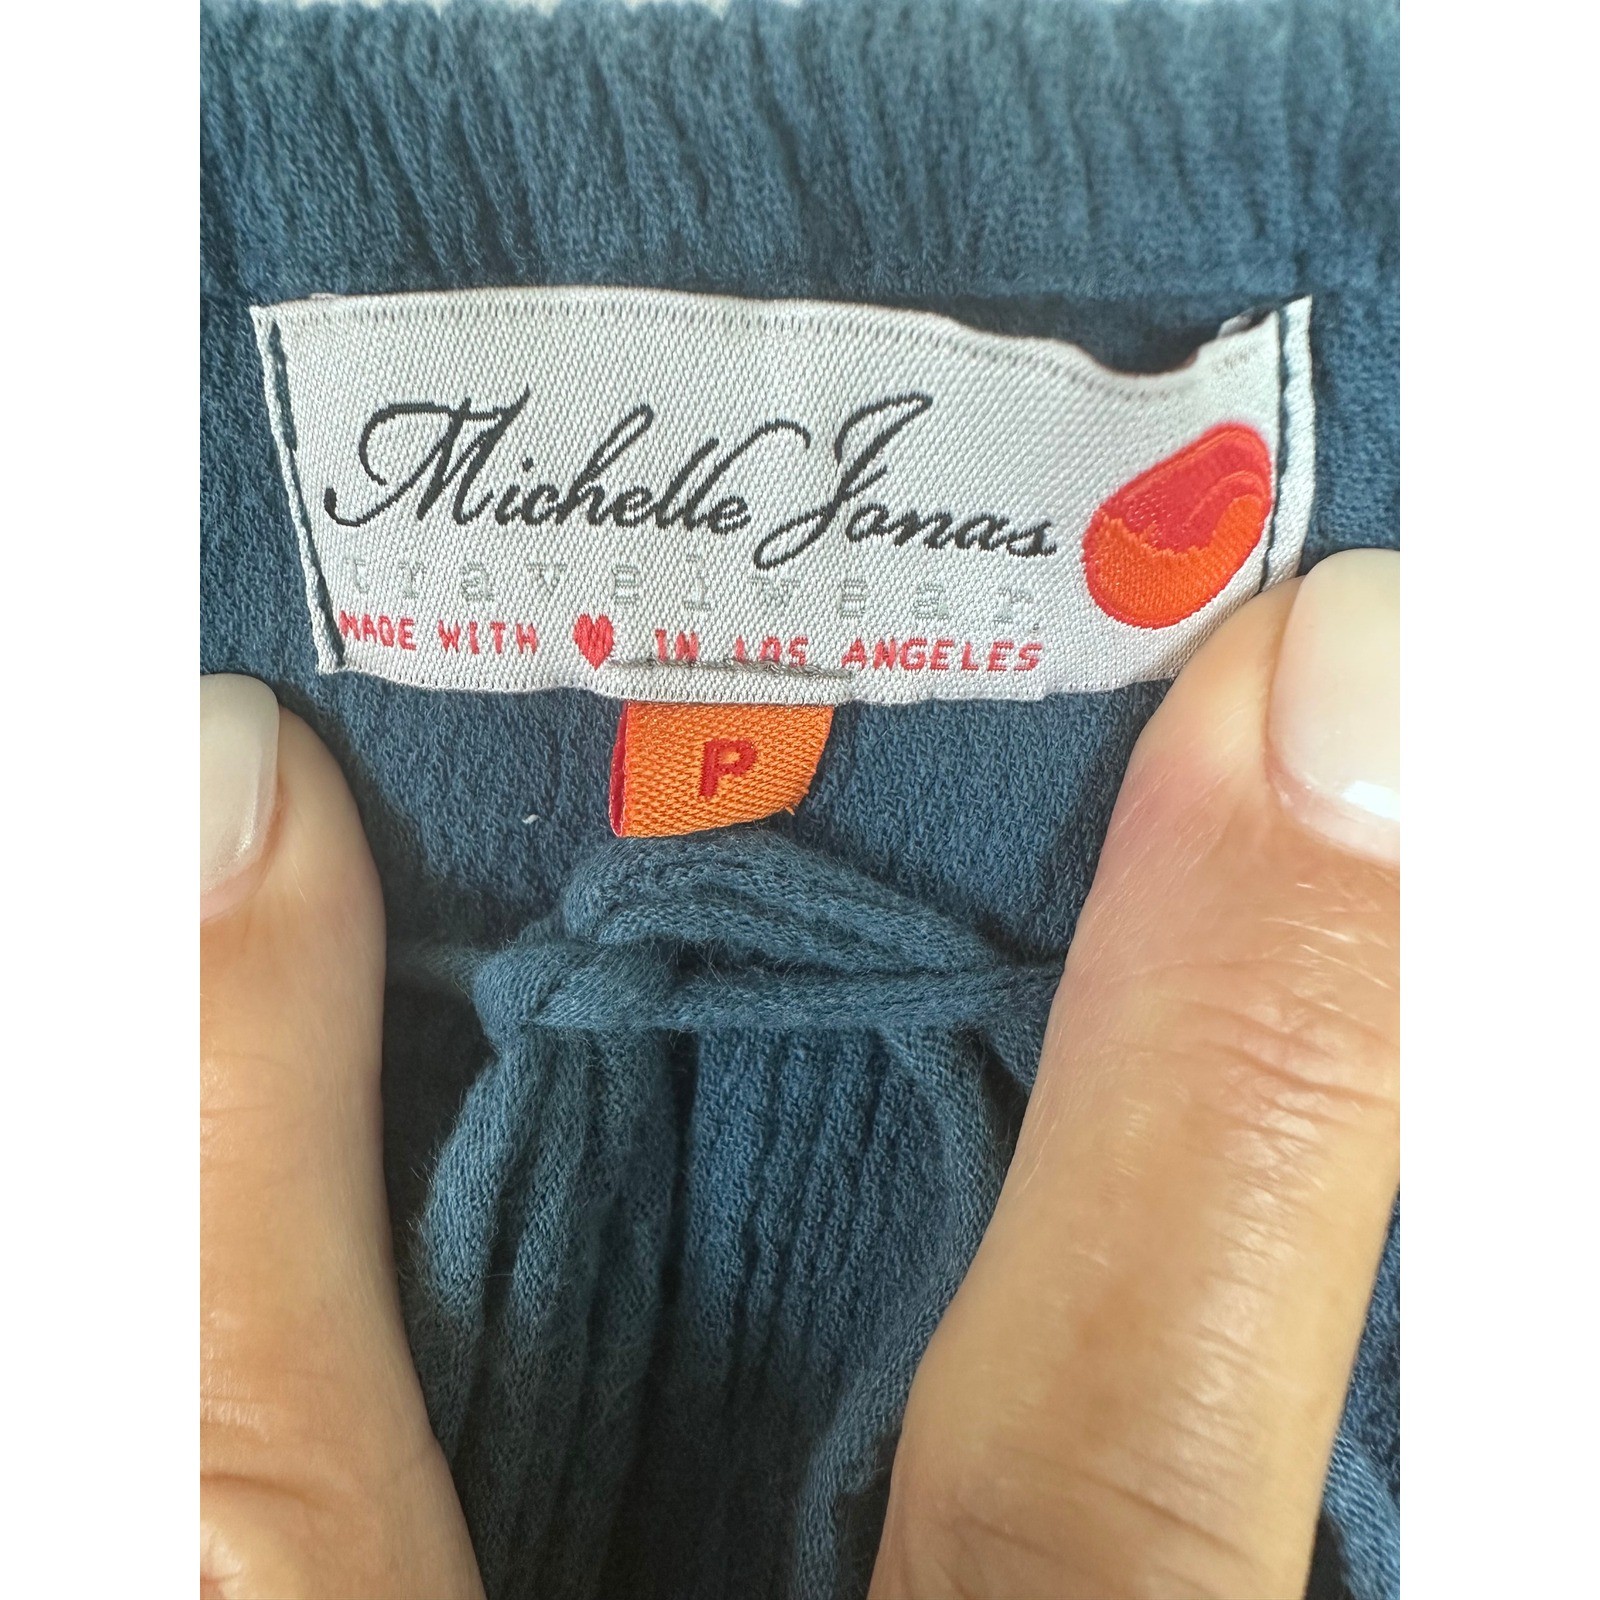 Michelle Jonas
travelwear
MADE WITH ♥ IN LOS ANGELES
P